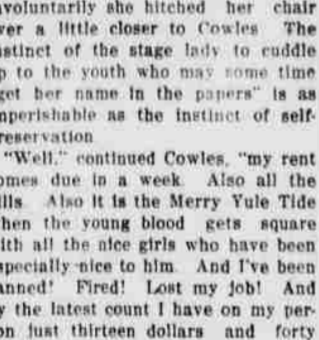 nvoluntarily she hitched her chair
ver a little closer to Cowles The
nstinct of the stage lady to cuddle
p to the youth who may some time
get her name in the papers" is as
mperishable as the instinct of self-
reservation
"Well," continued Cowles, "my rent
omes due in a week. Also all the
ills. Also it is the Merry Yule Tide
hen the young blood gets square
ith all the nice girls who have been
specially nice to him. And I've been
anned! Fired! Lost my job! And
y the latest count I have on my per-
on just thirteen dollars and forty